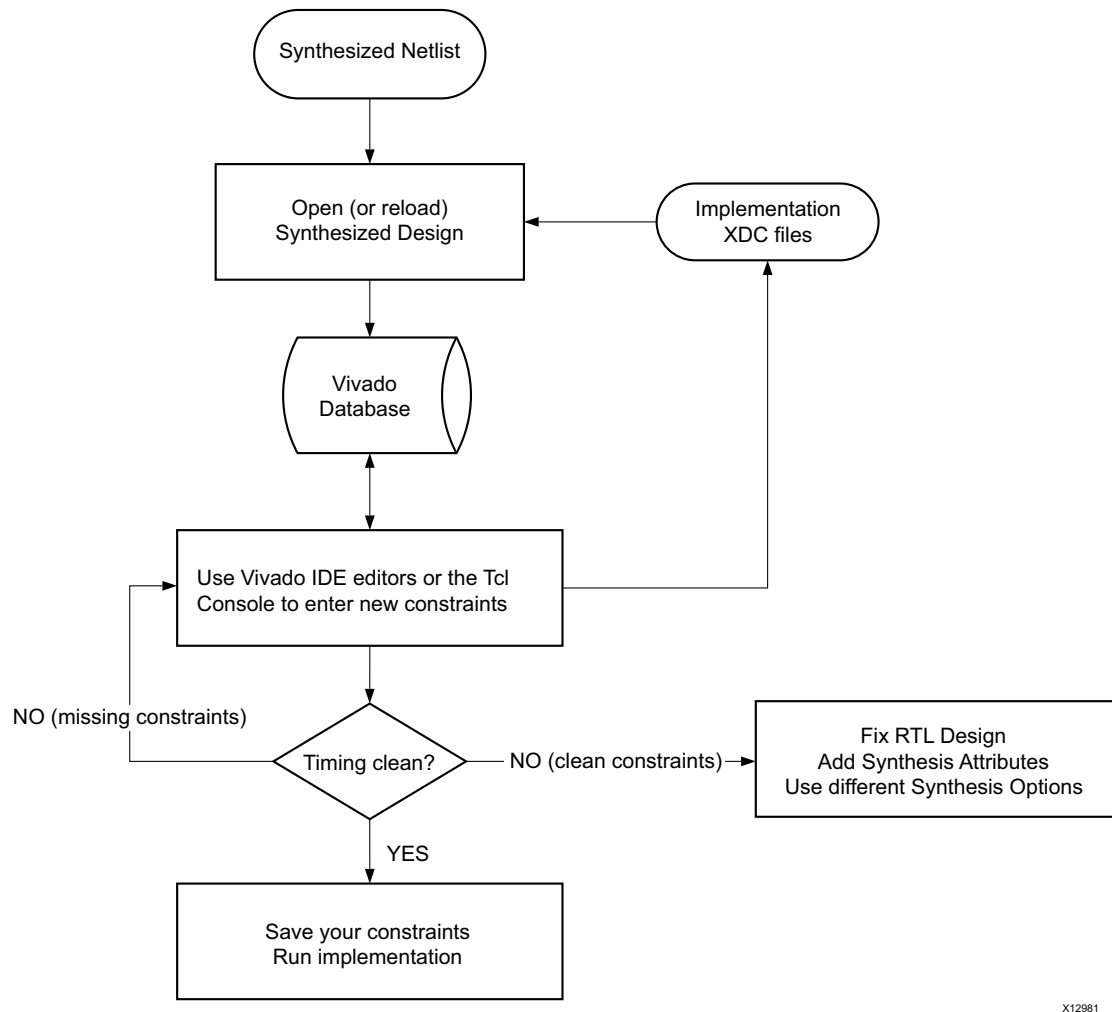 Synthesized Netlist
Open (or reload)
Synthesized Design
Implementation
XDC files
Vivado
Database
Use Vivado IDE editors or the Tcl
Console to enter new constraints
NO (missing constraints)
Timing clean?
NO (clean constraints)
Fix RTL Design
Add Synthesis Attributes
Use different Synthesis Options
YES
Save your constraints
Run implementation
X12981